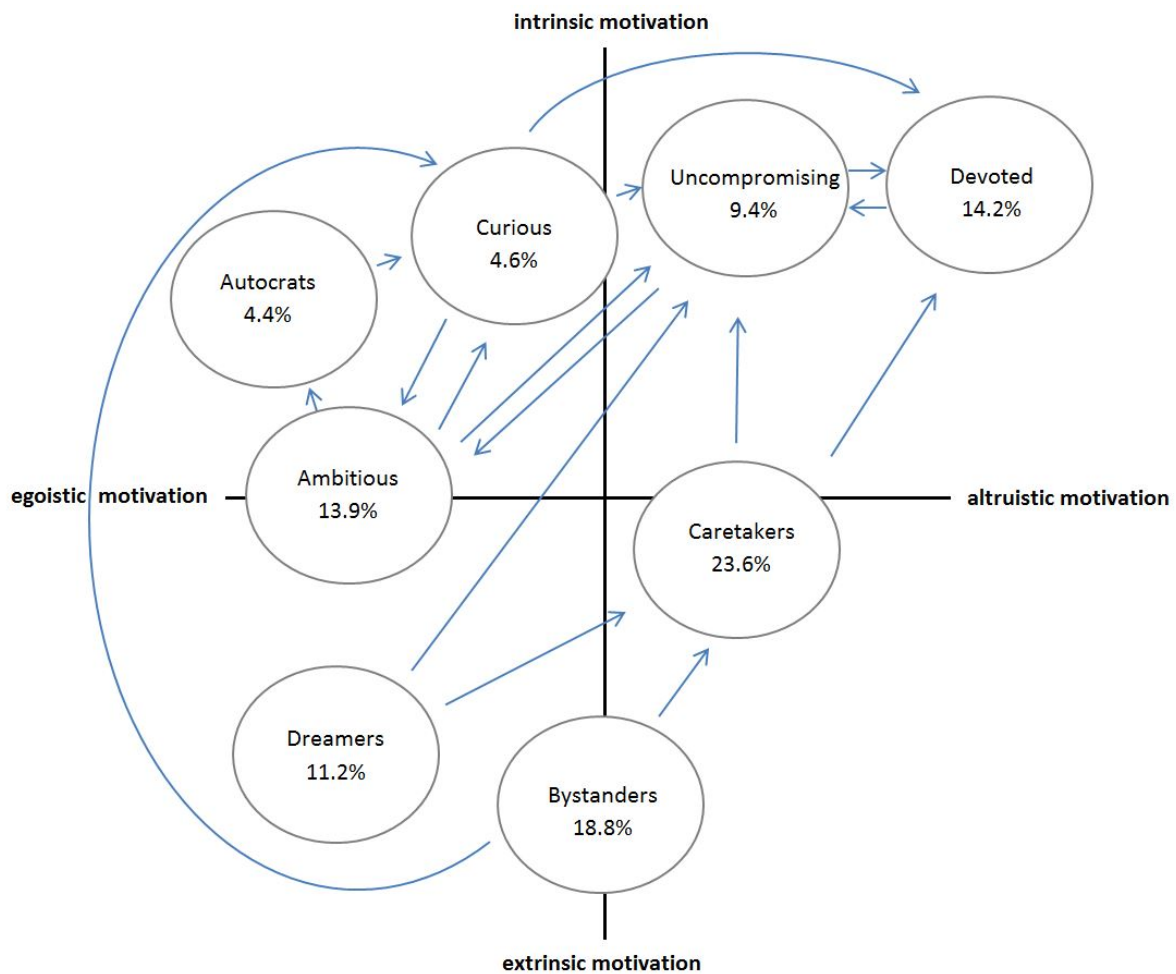 intrinsic motivation
Uncompromising
9.4%
Devoted
14.2%
Curious
4.6%
Autocrats
4.4%
Ambitious
13.9%
egoistic motivation
altruistic motivation
Caretakers
23.6%
Dreamers
11.2%
Bystanders
18.8%
extrinsic motivation